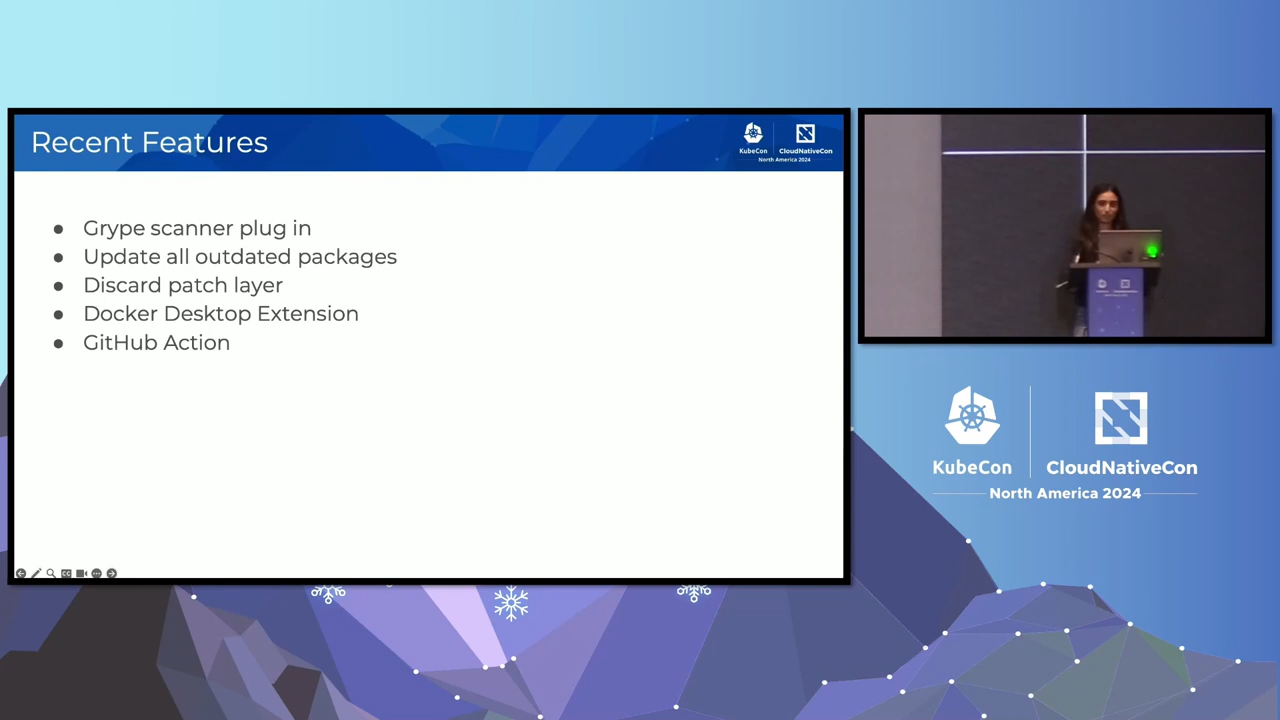 Recent Features
KubeCon
CloudNativeCon
North America 2024
● Grype scanner plug in
● Update all outdated packages
● Discard patch layer
● Docker Desktop Extension
● GitHub Action
KubeCon
CloudNativeCon
North America 2024